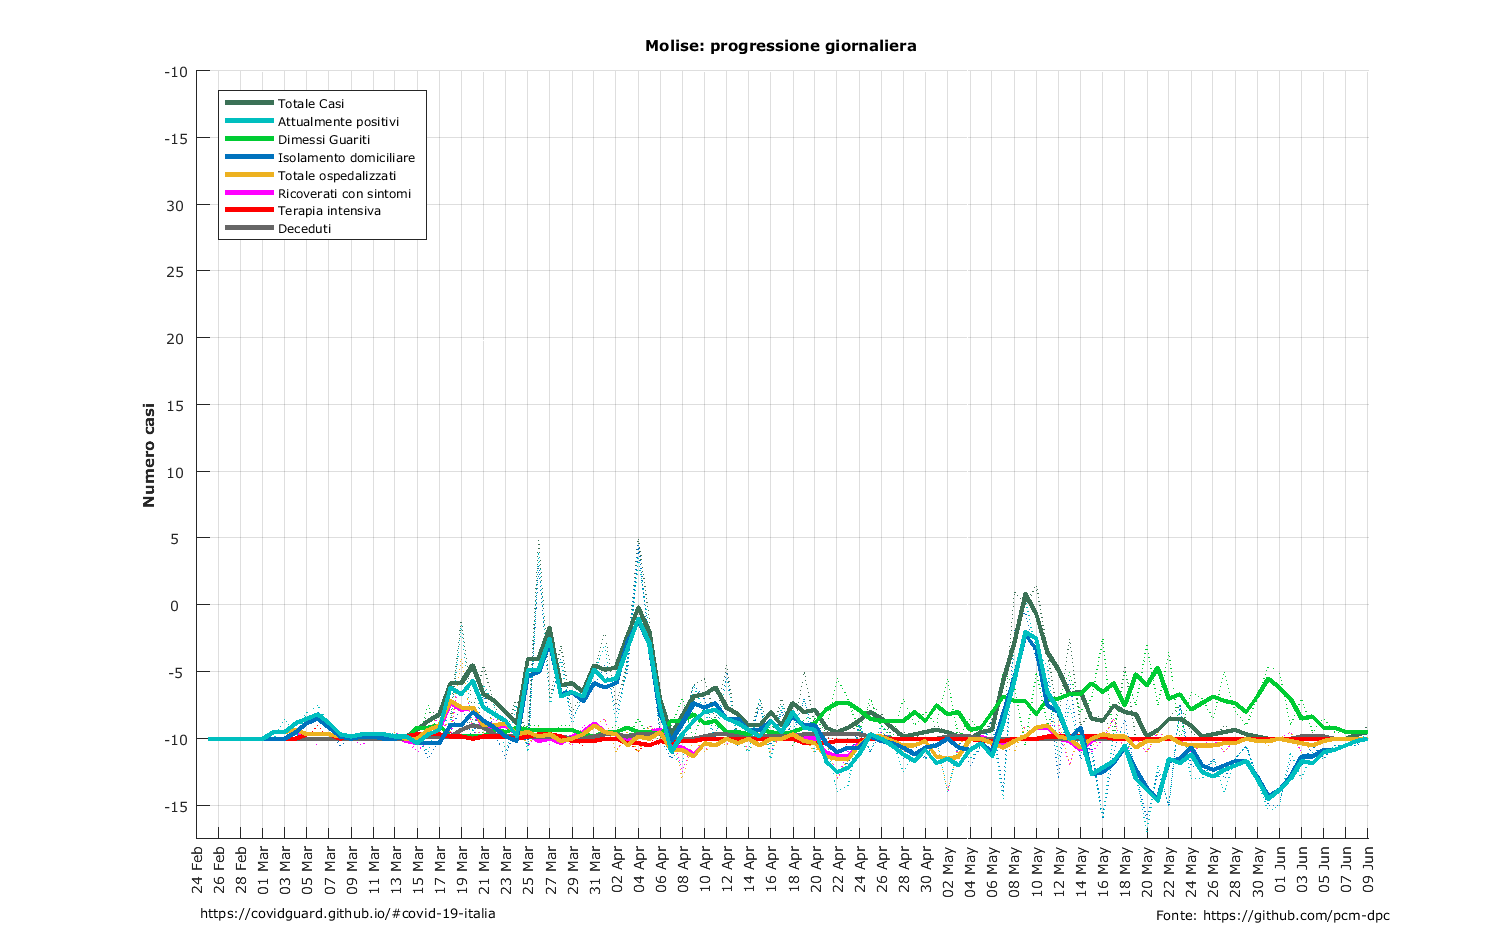 Molise: progressione giornaliera
-10
-15
30
25
20
15
10
5
0
-5
-10
-15
Numero casi
Totale Casi
Attualmente positivi
Dimessi Guariti
Isolamento domiciliare
Totale ospedalizzati
Ricoverati con sintomi
Terapia intensiva
Deceduti
24 Feb
26 Feb
28 Feb
01 Mar
03 Mar
05 Mar
07 Mar
09 Mar
11 Mar
13 Mar
15 Mar
17 Mar
19 Mar
21 Mar
23 Mar
25 Mar
27 Mar
29 Mar
31 Mar
02 Apr
04 Apr
06 Apr
08 Apr
10 Apr
12 Apr
14 Apr
16 Apr
18 Apr
20 Apr
22 Apr
24 Apr
26 Apr
28 Apr
30 Apr
02 May
04 May
06 May
08 May
10 May
12 May
14 May
16 May
18 May
20 May
22 May
24 May
26 May
28 May
30 May
01 Jun
03 Jun
05 Jun
07 Jun
09 Jun
https://covidguard.github.io/#covid-19-italia
Fonte: https://github.com/pcm-dpc